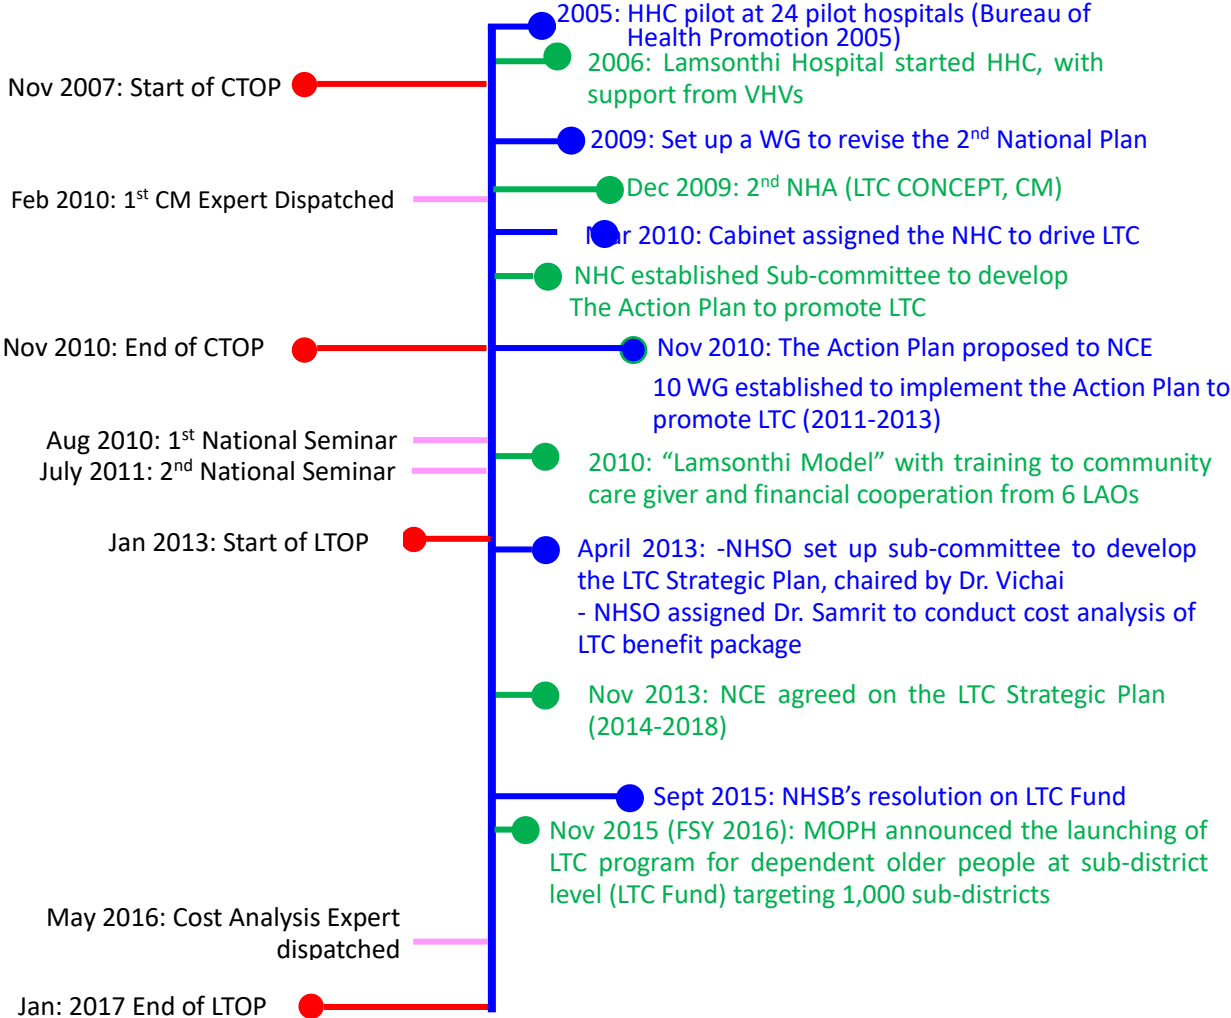 2005: HHC pilot at 24 pilot hospitals (Bureau of
Health Promotion 2005)
2006: Lamsonthi Hospital started HHC, with
support from VHVs
Nov 2007: Start of CTOP
2009: Set up a WG to revise the 2nd National Plan
Dec 2009: 2nd NHA (LTC CONCEPT, CM)
Feb 2010: 1st CM Expert Dispatched
Mar 2010: Cabinet assigned the NHC to drive LTC
NHC established Sub-committee to develop
The Action Plan to promote LTC
Nov 2010: End of CTOP
Nov 2010: The Action Plan proposed to NCE
10 WG established to implement the Action Plan to
promote LTC (2011-2013)
Aug 2010: 1st National Seminar
July 2011: 2nd National Seminar
2010: “Lamsonthi Model” with training to community
care giver and financial cooperation from 6 LAOs
Jan 2013: Start of LTOP
April 2013: -NHSO set up sub-committee to develop
the LTC Strategic Plan, chaired by Dr. Vichai
- NHSO assigned Dr. Samrit to conduct cost analysis of
LTC benefit package
Nov 2013: NCE agreed on the LTC Strategic Plan
(2014-2018)
Sept 2015: NHSB’s resolution on LTC Fund
Nov 2015 (FSY 2016): MOPH announced the launching of
LTC program for dependent older people at sub-district
level (LTC Fund) targeting 1,000 sub-districts
May 2016: Cost Analysis Expert
dispatched
Jan: 2017 End of LTOP